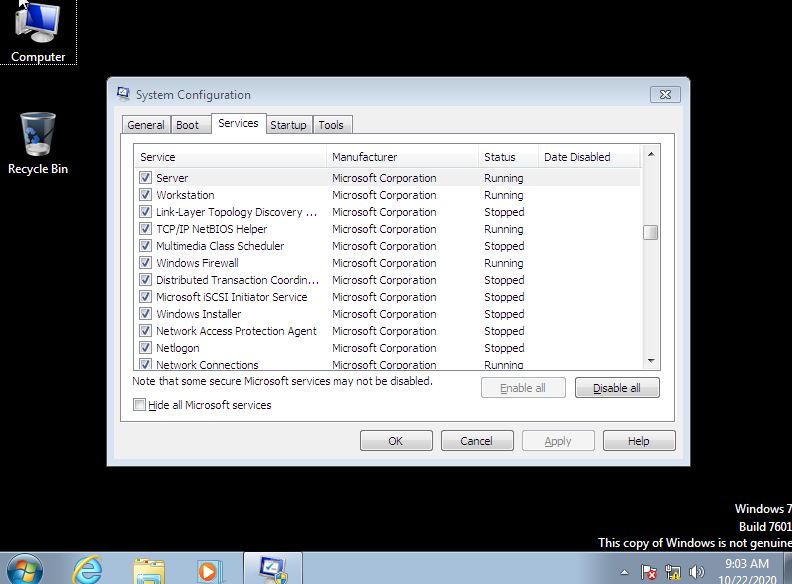 Computer
Recycle Bin
System Configuration
General Boot Services Startup Tools
Service Manufacturer Status Date Disabled
Server Microsoft Corporation Running
Workstation Microsoft Corporation Running
Link-Layer Topology Discovery ... Microsoft Corporation Stopped
TCP/IP NetBIOS Helper Microsoft Corporation Running
Multimedia Class Scheduler Microsoft Corporation Stopped
Windows Firewall Microsoft Corporation Running
Distributed Transaction Coordin... Microsoft Corporation Stopped
Microsoft iSCSI Initiator Service Microsoft Corporation Stopped
Windows Installer Microsoft Corporation Stopped
Network Access Protection Agent Microsoft Corporation Stopped
Netlogon Microsoft Corporation Stopped
Network Connections Microsoft Corporation Running
Note that some secure Microsoft services may not be disabled.
Enable all Disable all
Hide all Microsoft services
OK Cancel Apply Help
Windows 7
Build 7601
This copy of Windows is not genuine
9:03 AM
10/22/2020